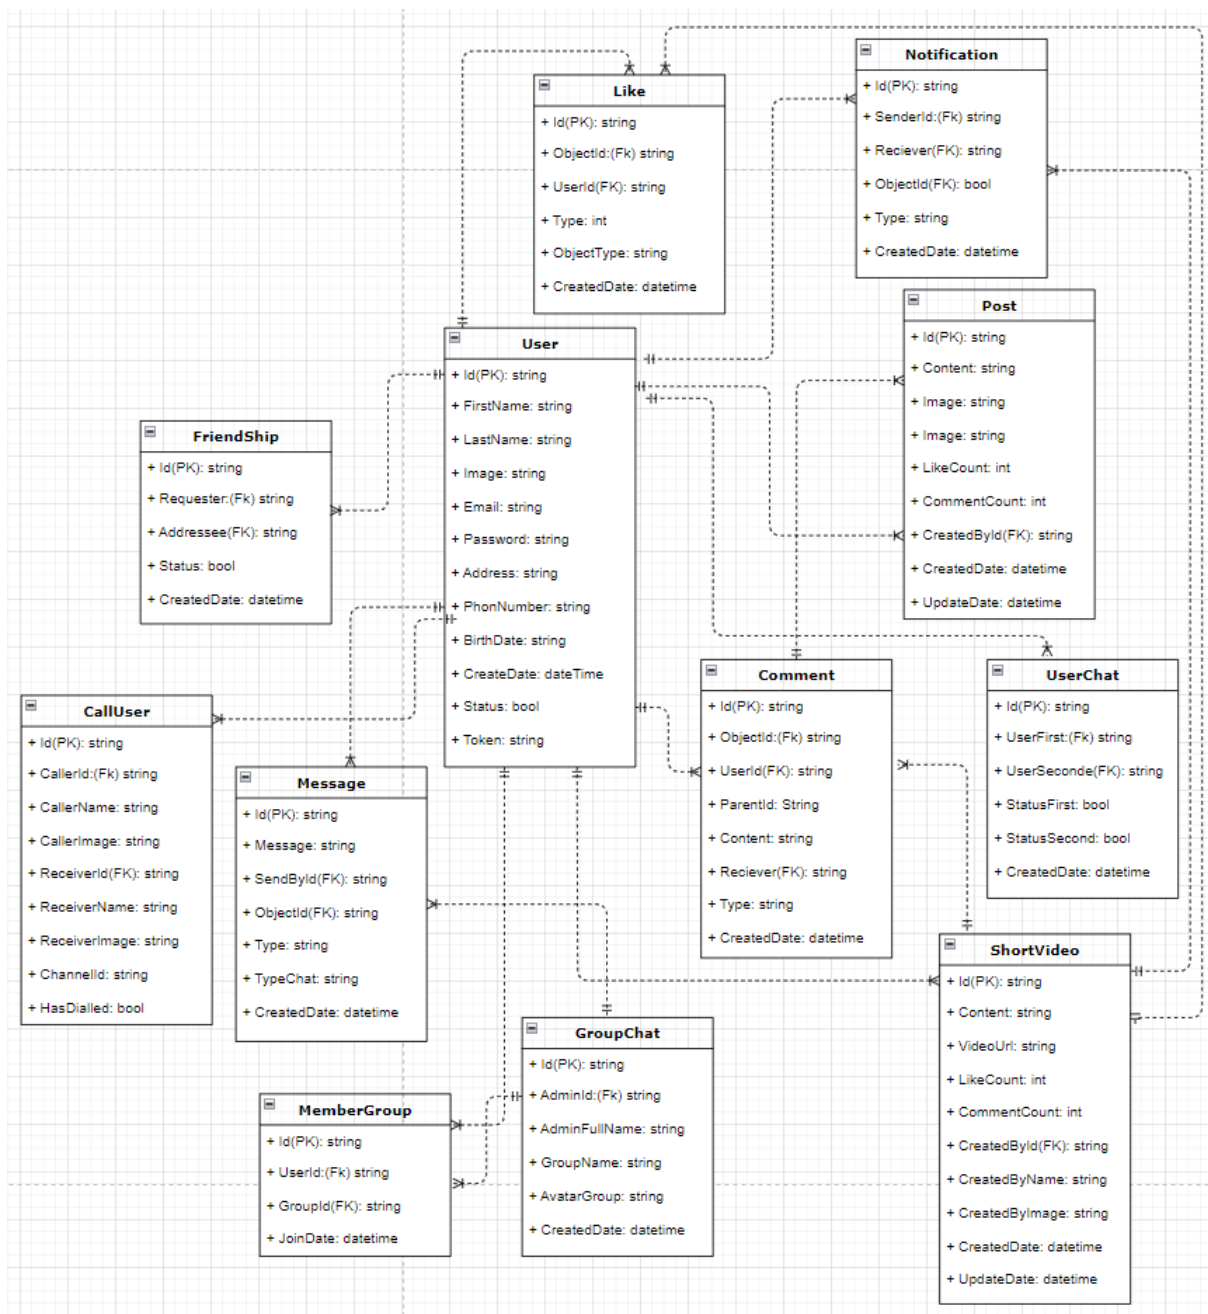 Like
+ Id(PK): string
+ ObjectId:(Fk) string
+ UserId(FK): string
+ Type: int
+ ObjectType: string
+ CreatedDate: datetime
Notification
+ Id(PK): string
+ SenderId:(Fk) string
+ Reciever(FK): string
+ ObjectId(FK): bool
+ Type: string
+ CreatedDate: datetime
Post
+ Id(PK): string
+ Content: string
+ Image: string
+ Image: string
+ LikeCount: int
+ CommentCount: int
+ CreatedById(FK): string
+ CreatedDate: datetime
+ UpdateDate: datetime
User
+ Id(PK): string
+ FirstName: string
+ LastName: string
+ Image: string
+ Email: string
+ Password: string
+ Address: string
+ PhonNumber: string
+ BirthDate: string
+ CreateDate: dateTime
+ Status: bool
+ Token: string
FriendShip
+ Id(PK): string
+ Requester:(Fk) string
+ Addressee(FK): string
+ Status: bool
+ CreatedDate: datetime
CallUser
+ Id(PK): string
+ CallerId:(Fk) string
+ CallerName: string
+ CallerImage: string
+ ReceiverId(FK): string
+ ReceiverName: string
+ ReceiverImage: string
+ ChannelId: string
+ HasDialled: bool
Message
+ Id(PK): string
+ Message: string
+ SendById(FK): string
+ ObjectId(FK): string
+ Type: string
+ TypeChat: string
+ CreatedDate: datetime
Comment
+ Id(PK): string
+ ObjectId:(Fk) string
+ UserId(FK): string
+ ParentId: String
+ Content: string
+ Reciever(FK): string
+ Type: string
+ CreatedDate: datetime
UserChat
+ Id(PK): string
+ UserFirst:(Fk) string
+ UserSeconde(FK): string
+ StatusFirst: bool
+ StatusSecond: bool
+ CreatedDate: datetime
ShortVideo
+ Id(PK): string
+ Content: string
+ VideoUrl: string
+ LikeCount: int
+ CommentCount: int
+ CreatedById(FK): string
+ CreatedByName: string
+ CreatedByImage: string
+ CreatedDate: datetime
+ UpdateDate: datetime
GroupChat
+ Id(PK): string
+ AdminId:(Fk) string
+ AdminFullName: string
+ GroupName: string
+ AvatarGroup: string
+ CreatedDate: datetime
MemberGroup
+ Id(PK): string
+ UserId:(Fk) string
+ GroupId(FK): string
+ JoinDate: datetime